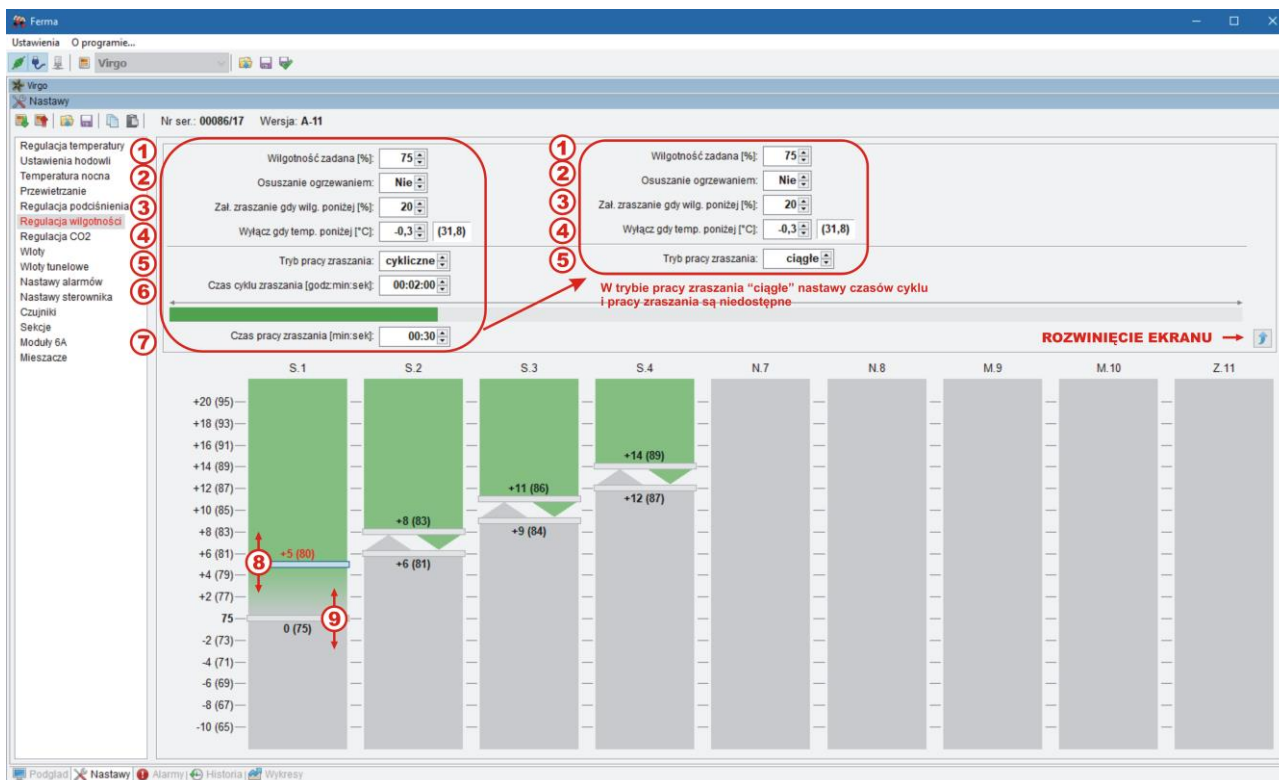 Ferma
Ustawienia O programie...
Virgo
Virgo
Nastawy
Nr ser.: 00086/17 Wersja: A-11
Regulacja temperatury
Ustawienia hodowli
Temperatura nocna
Przewietrzanie
Regulacja podciśnienia
Regulacja wilgotności
Regulacja CO2
Wloty
Wloty tunelowe
Nastawy alarmów
Nastawy sterownika
Czujniki
Sekcje
Moduły 6A
Mieszacze
1 Wilgotność zadana [%]: 75
2 Osuszanie ogrzewaniem: Nie
3 Zał. zraszanie gdy wilg. poniżej [%]: 20
4 Wyłącz gdy temp. poniżej [°C]: -0,3 (31,8)
5 Tryb pracy zraszania: cykliczne
6 Czas cyklu zraszania [godz:min:sek]: 00:02:00
7 Czas pracy zraszania [min:sek]: 00:30
1 Wilgotność zadana [%]: 75
2 Osuszanie ogrzewaniem: Nie
3 Zał. zraszanie gdy wilg. poniżej [%]: 20
4 Wyłącz gdy temp. poniżej [°C]: -0,3 (31,8)
5 Tryb pracy zraszania: ciągłe
W trybie pracy zraszania “ciągłe” nastawy czasów cyklu
i pracy zraszania są niedostępne
ROZWINIĘCIE EKRANU
S.1 S.2 S.3 S.4 N.7 N.8 M.9 M.10 Z.11
+20 (95)
+18 (93)
+16 (91)
+14 (89)
+12 (87)
+10 (85)
+8 (83)
+6 (81)
+4 (79)
+2 (77)
75
-2 (73)
-4 (71)
-6 (69)
-8 (67)
-10 (65)
+5 (80)
8
9
0 (75)
+8 (83)
+6 (81)
+11 (86)
+9 (84)
+14 (89)
+12 (87)
Podgląd Nastawy Alarmy Historia Wykresy